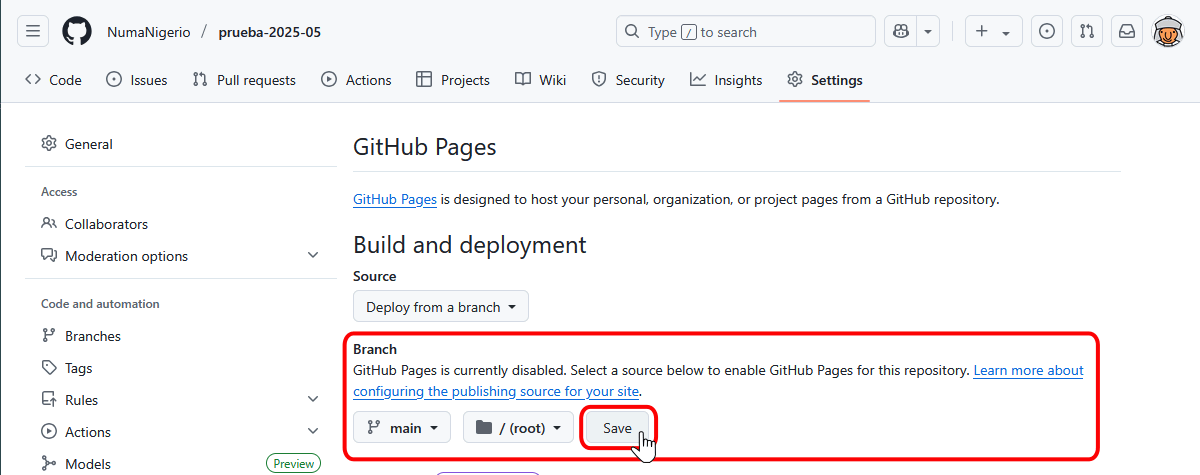 NumaNigerio / prueba-2025-05
Type / to search
Code
Issues
Pull requests
Actions
Projects
Wiki
Security
Insights
Settings
General
Access
Collaborators
Moderation options
Code and automation
Branches
Tags
Rules
Actions
Models Preview
GitHub Pages
GitHub Pages is designed to host your personal, organization, or project pages from a GitHub repository.
Build and deployment
Source
Deploy from a branch
Branch
GitHub Pages is currently disabled. Select a source below to enable GitHub Pages for this repository. Learn more about
configuring the publishing source for your site.
main
/ (root)
Save